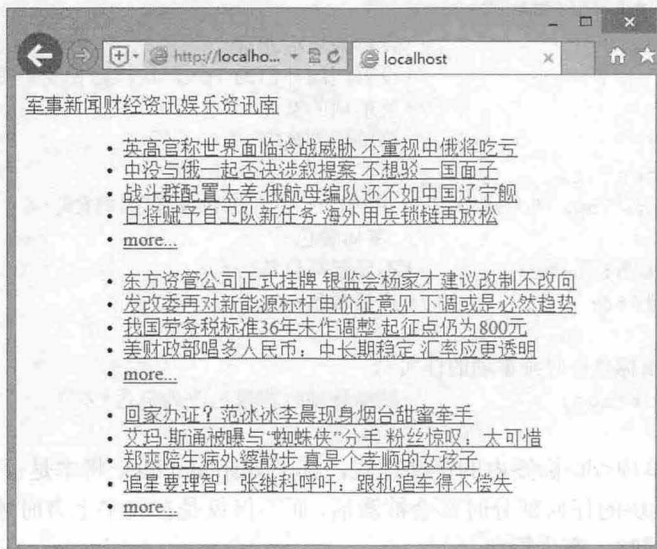 http://localho...
localhost
军事新闻财经资讯娱乐资讯南
英高官称世界面临冷战威胁 不重视中俄将吃亏
中没与俄一起否决涉叙提案 不想驳一国面子
战斗群配置太差:俄航母编队还不如中国辽宁舰
日将赋予自卫队新任务 海外用兵锁链再放松
more...
东方资管公司正式挂牌 银监会杨家才建议改制不改向
发改委再对新能源标杆电价征意见 下调或是必然趋势
我国劳务税标准36年未作调整 起征点仍为800元
美财政部唱多人民币：中长期稳定 汇率应更透明
more...
回家办证？范冰冰李晨现身烟台甜蜜牵手
艾玛·斯通被曝与“蜘蛛侠”分手 粉丝惊叹：太可惜
郑爽陪生病外婆散步 真是个孝顺的女孩子
追星要理智！张继科呼吁：跟机追车得不偿失
more...